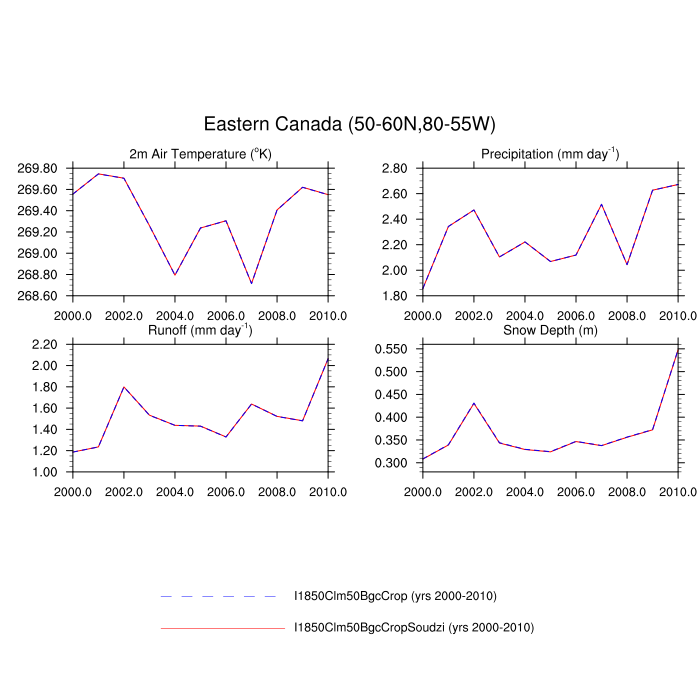 Eastern Canada (50-60N,80-55W)
2m Air Temperature (°K)
269.80
269.60
269.40
269.20
269.00
268.80
268.60
2000.0 2002.0 2004.0 2006.0 2008.0 2010.0
Precipitation (mm day⁻¹)
2.80
2.60
2.40
2.20
2.00
1.80
2000.0 2002.0 2004.0 2006.0 2008.0 2010.0
Runoff (mm day⁻¹)
2.20
2.00
1.80
1.60
1.40
1.20
1.00
2000.0 2002.0 2004.0 2006.0 2008.0 2010.0
Snow Depth (m)
0.550
0.500
0.450
0.400
0.350
0.300
2000.0 2002.0 2004.0 2006.0 2008.0 2010.0
I1850Clm50BgcCrop (yrs 2000-2010)
I1850Clm50BgcCropSoudzi (yrs 2000-2010)